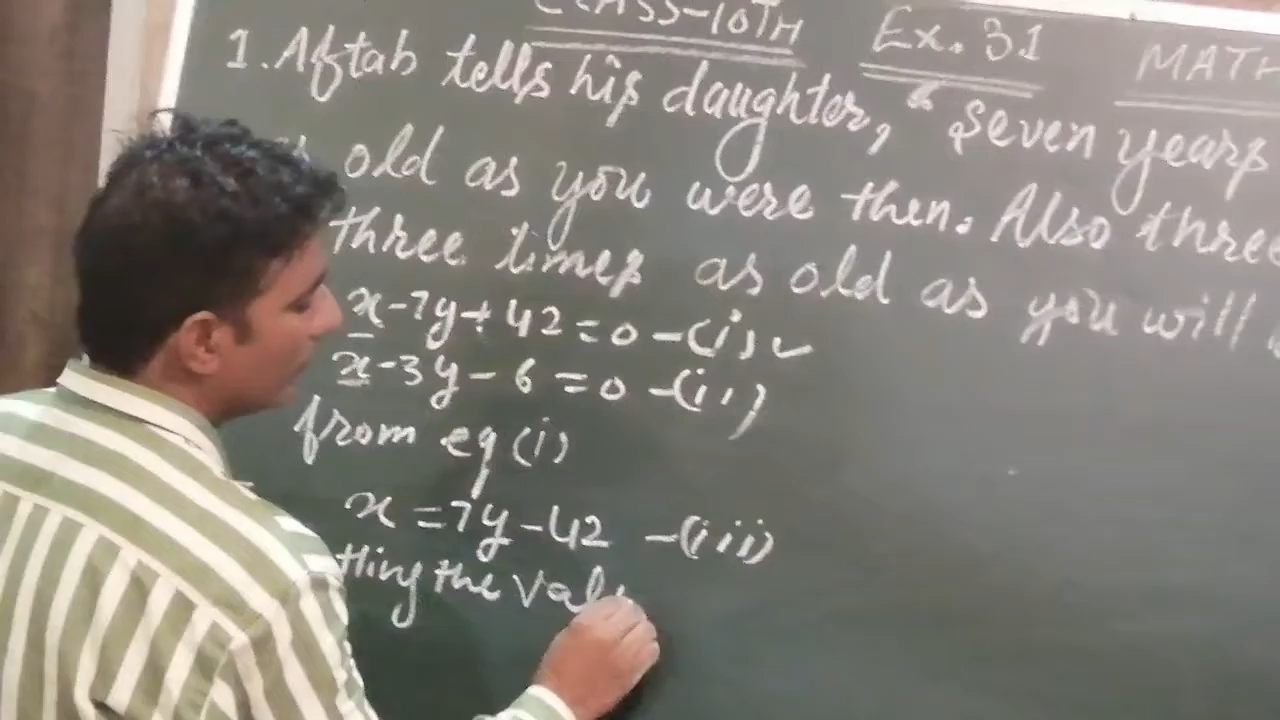 CLASS-10TH Ex. 3.1 MATH
1. Aftab tells his daughter, " seven years
old as you were then. Also three
three times as old as you will
x-7y+42=0 -(i) ✓
x-3y-6=0 -(ii)
from eq (i)
x=7y-42 -(iii)
tting the Val